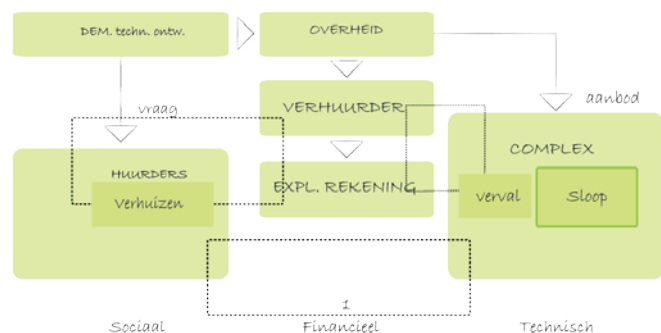 DEM. techn. ontw.
OVERHEID
vraag
VERHUURDER
aanbod
COMPLEX
HUURDERS
Verhuizen
EXPL. REKENING
verval
Sloop
1
Sociaal
Financieel
Technisch